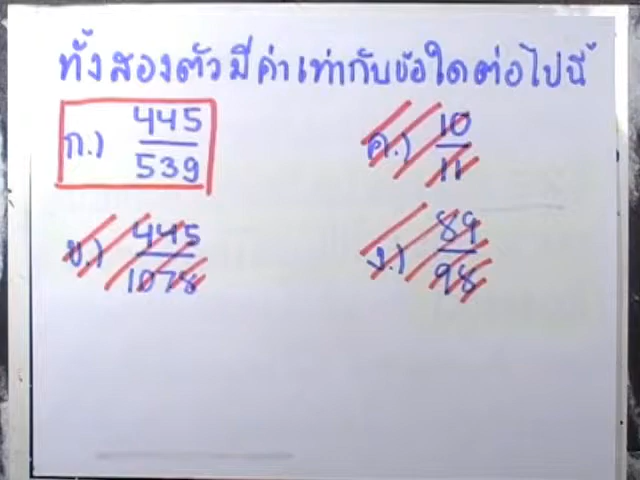 ทั้งสองตัวมีค่าเท่ากับข้อใดต่อไปนี้
ก.) 445/539
ค.) 10/11
ข.) 445/1078
ง.) 89/98